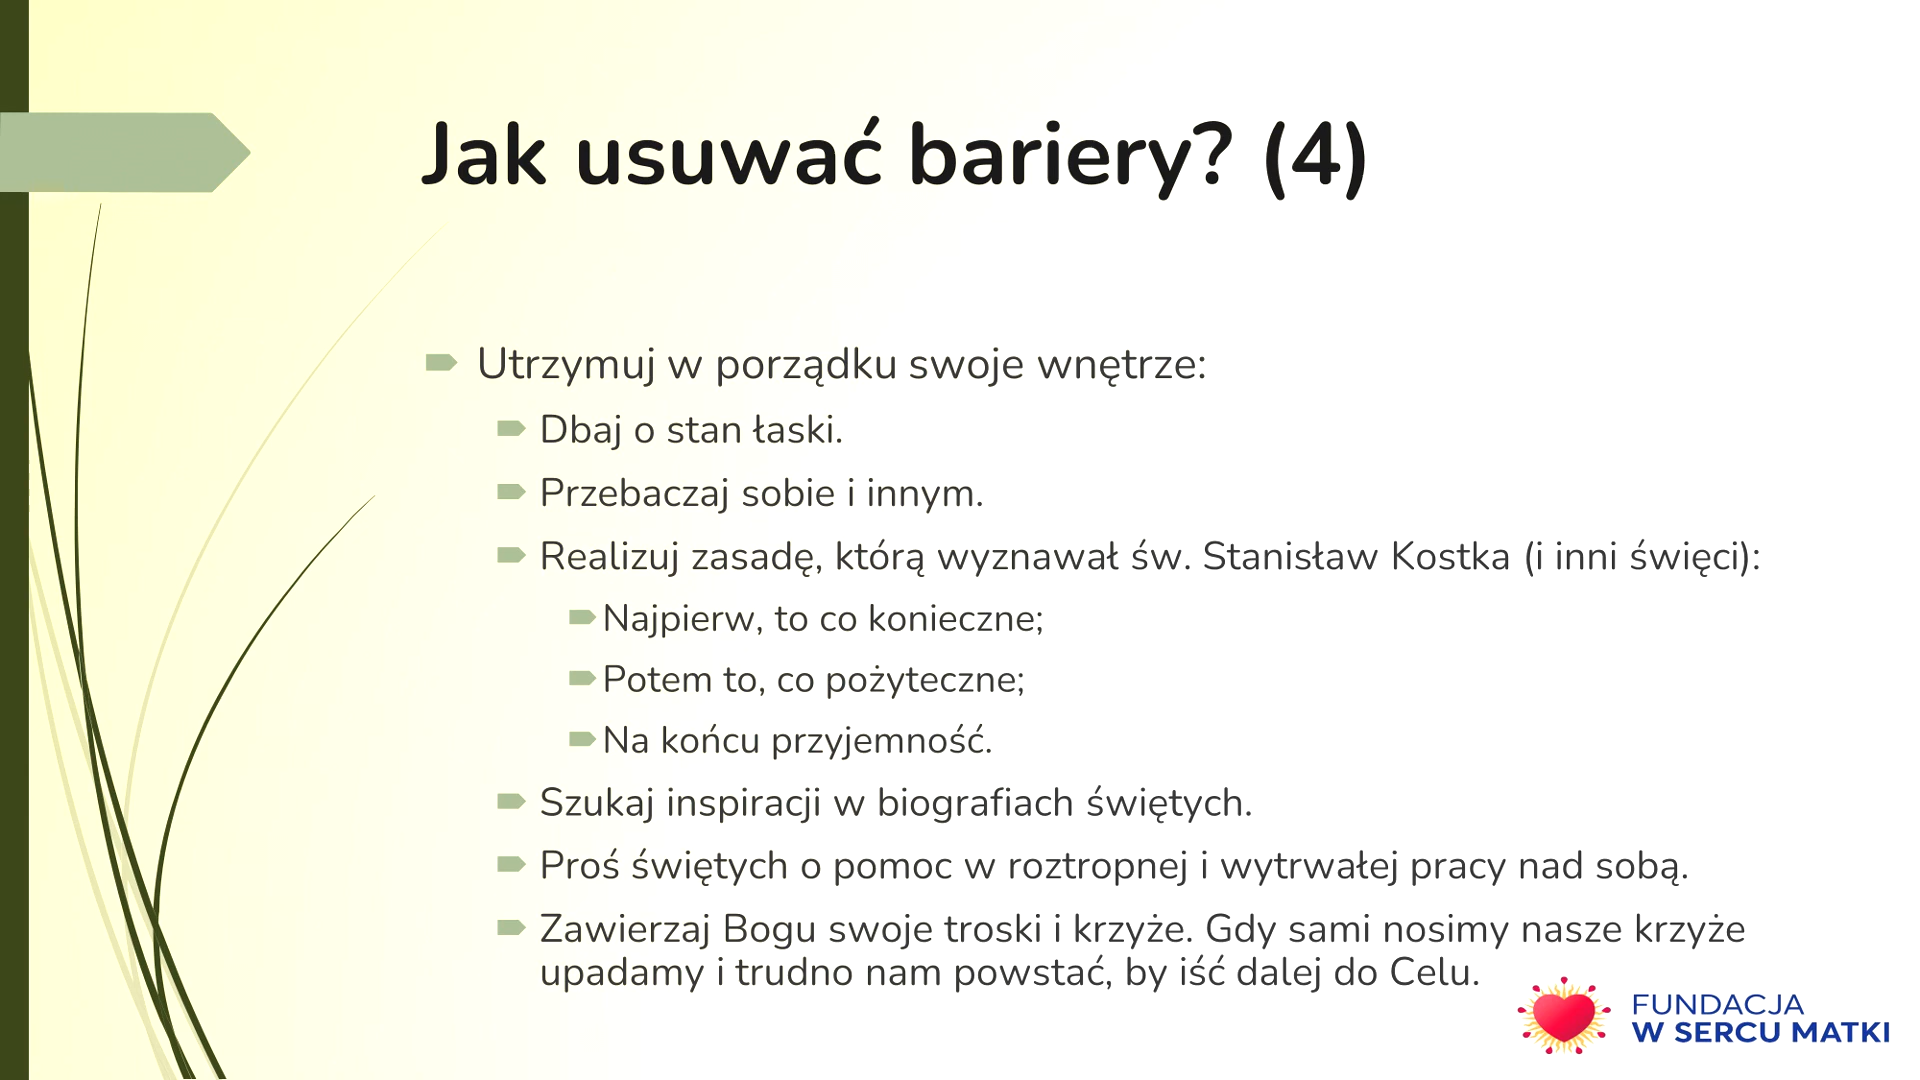 Jak usuwać bariery? (4)
Utrzymuj w porządku swoje wnętrze:
Dbaj o stan łaski.
Przebaczaj sobie i innym.
Realizuj zasadę, którą wyznawał św. Stanisław Kostka (i inni święci):
Najpierw, to co konieczne;
Potem to, co pożyteczne;
Na końcu przyjemność.
Szukaj inspiracji w biografiach świętych.
Proś świętych o pomoc w roztropnej i wytrwałej pracy nad sobą.
Zawierzaj Bogu swoje troski i krzyże. Gdy sami nosimy nasze krzyże
upadamy i trudno nam powstać, by iść dalej do Celu.
FUNDACJA
W SERCU MATKI